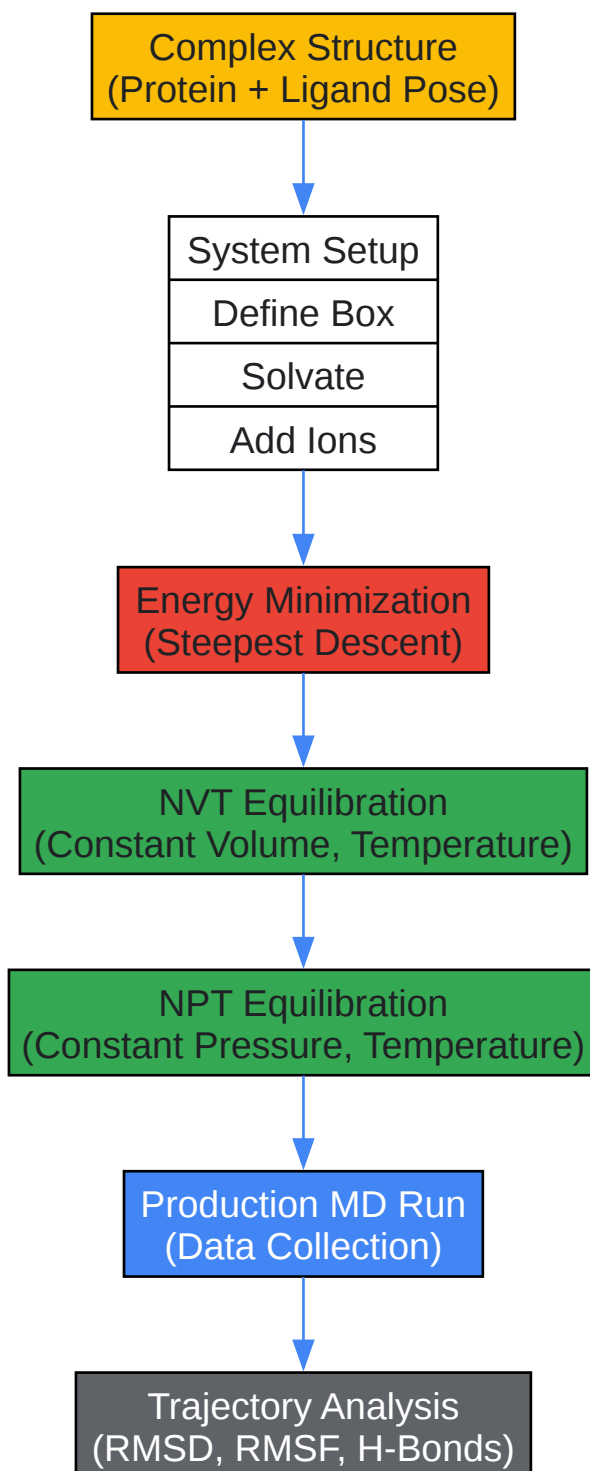 Complex Structure
(Protein + Ligand Pose)
System Setup
Define Box
Solvate
Add Ions
Energy Minimization
(Steepest Descent)
NVT Equilibration
(Constant Volume, Temperature)
NPT Equilibration
(Constant Pressure, Temperature)
Production MD Run
(Data Collection)
Trajectory Analysis
(RMSD, RMSF, H-Bonds)